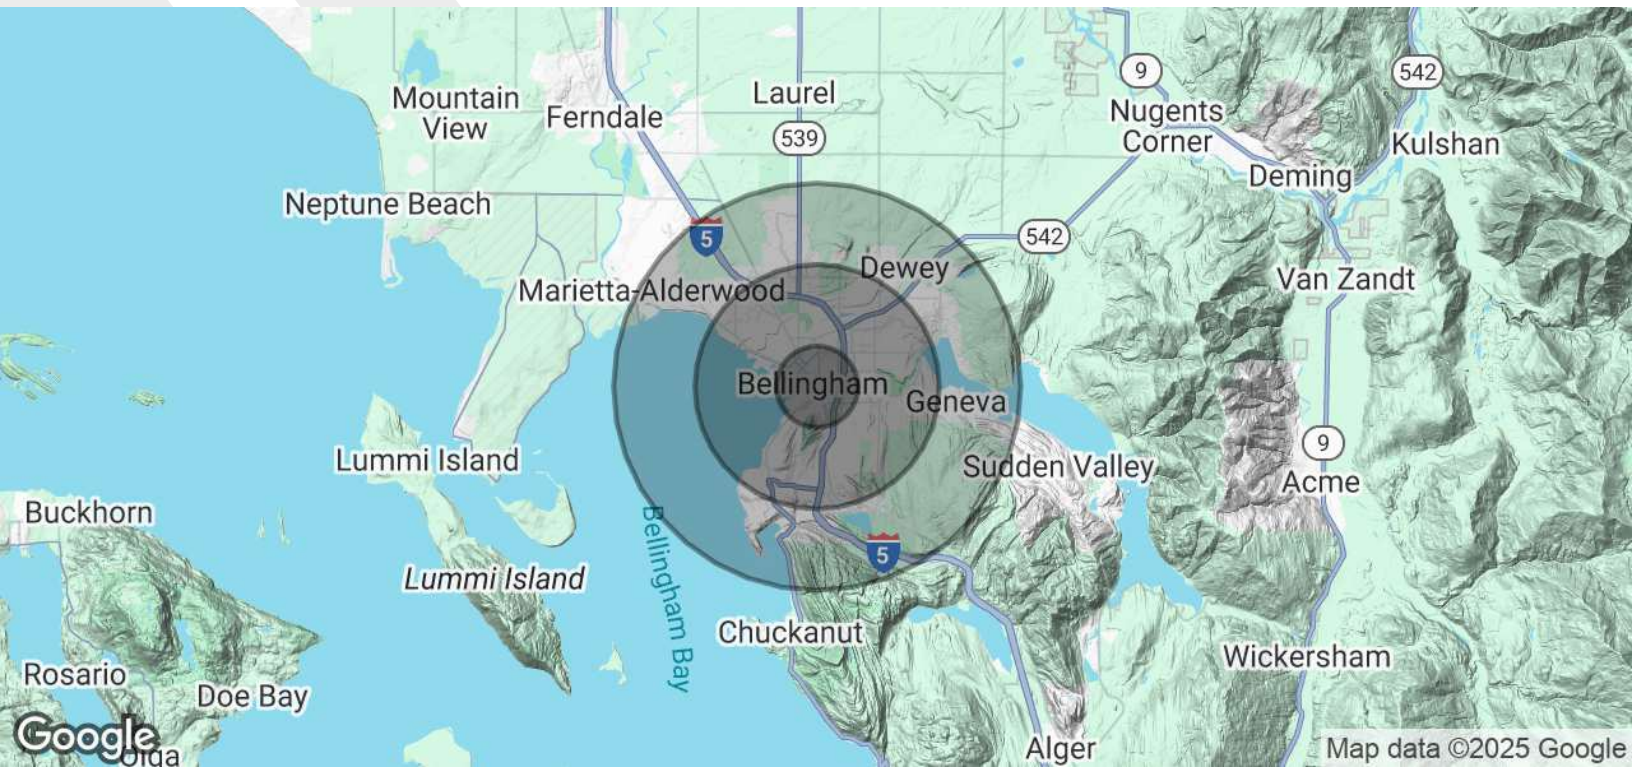 9
542
Laurel
Mountain
View
Ferndale
Nugents
Corner
539
Kulshan
Deming
Neptune Beach
5
542
Dewey
Van Zandt
Marietta-Alderwood
Bellingham
Geneva
9
Lummi Island
Sudden Valley
Acme
Buckhorn
Bellingham Bay
5
Lummi Island
Chuckanut
Wickersham
Rosario
Doe Bay
Google
Olga
Alger
Map data ©2025 Google